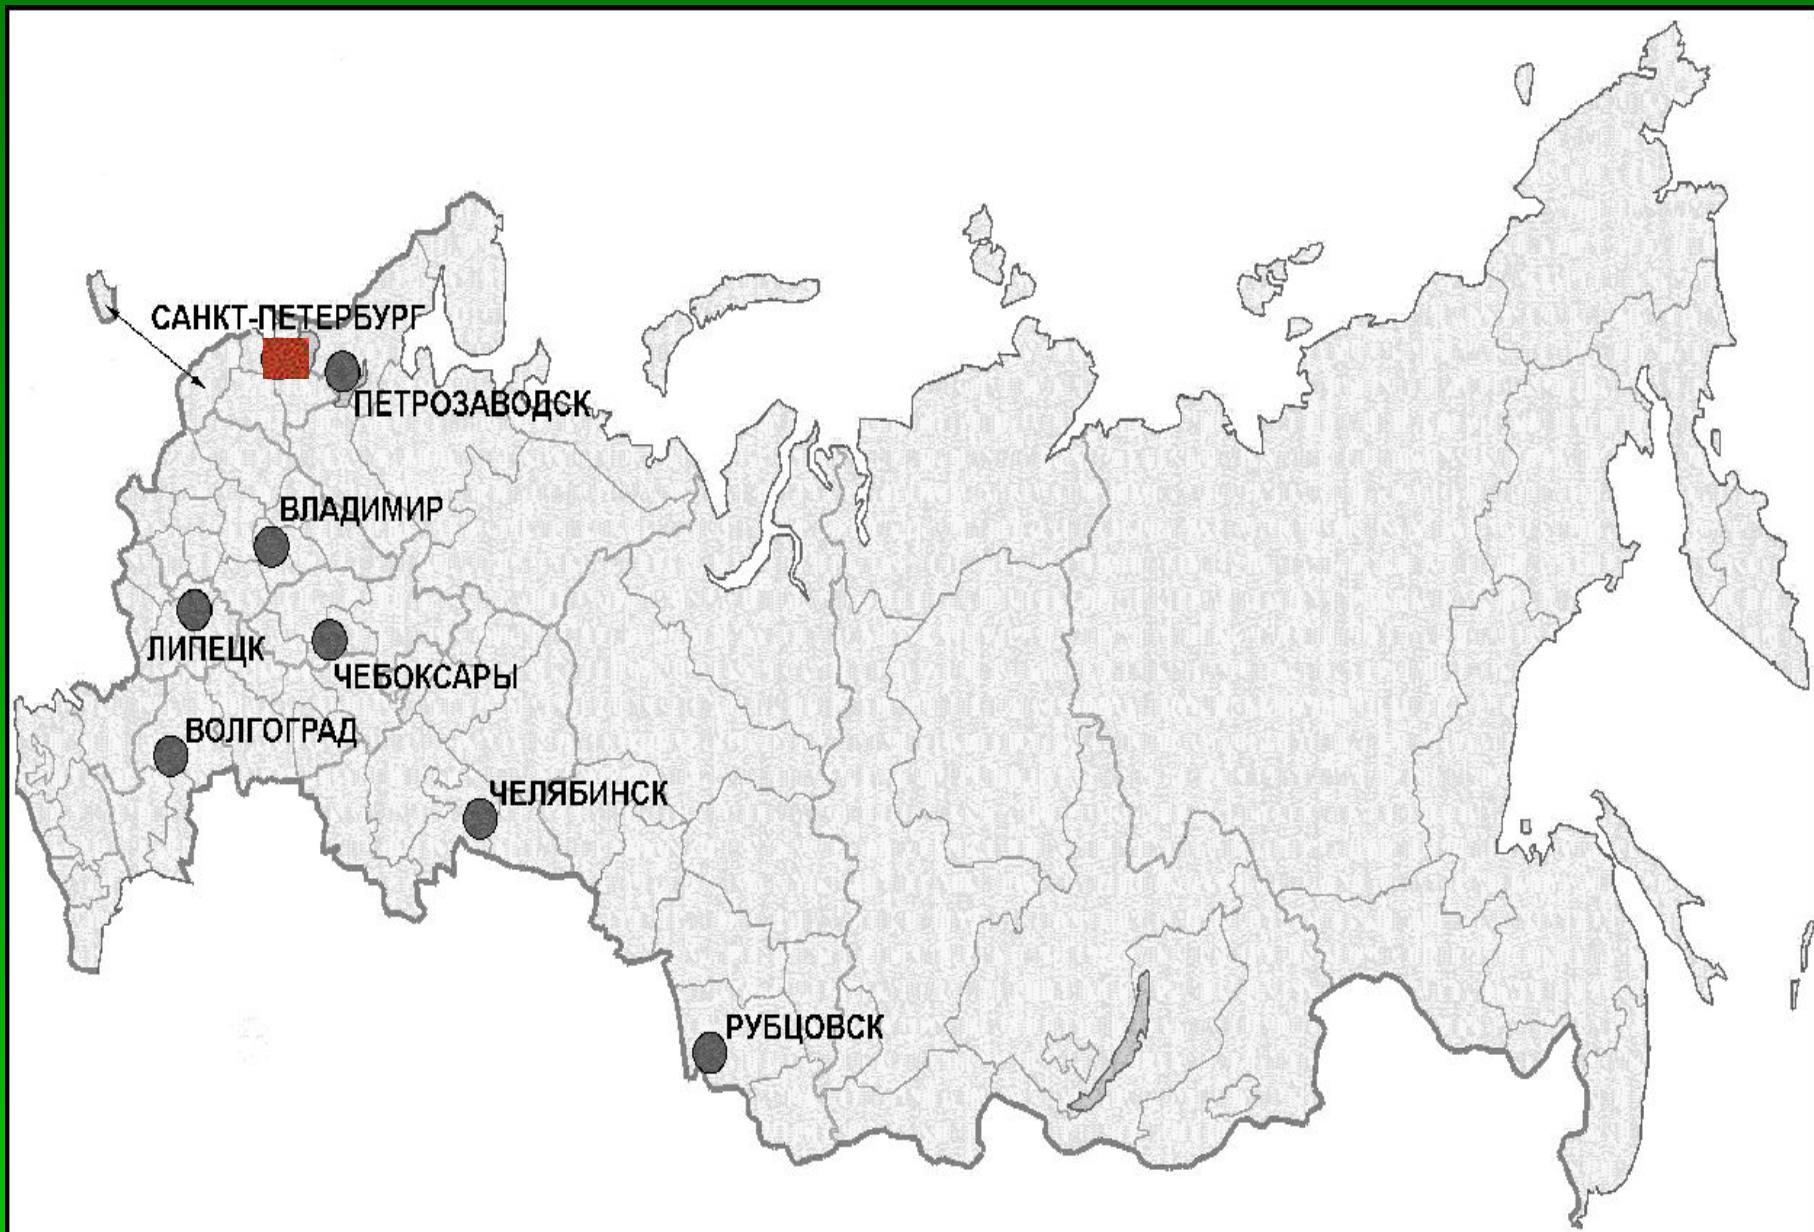 САНКТ-ПЕТЕРБУРГ
ПЕТРОЗАВОДСК
ВЛАДИМИР
ЛИПЕЦК
ЧЕБОКСАРЫ
ВОЛГОГРАД
ЧЕЛЯБИНСК
РУБЦОВСК